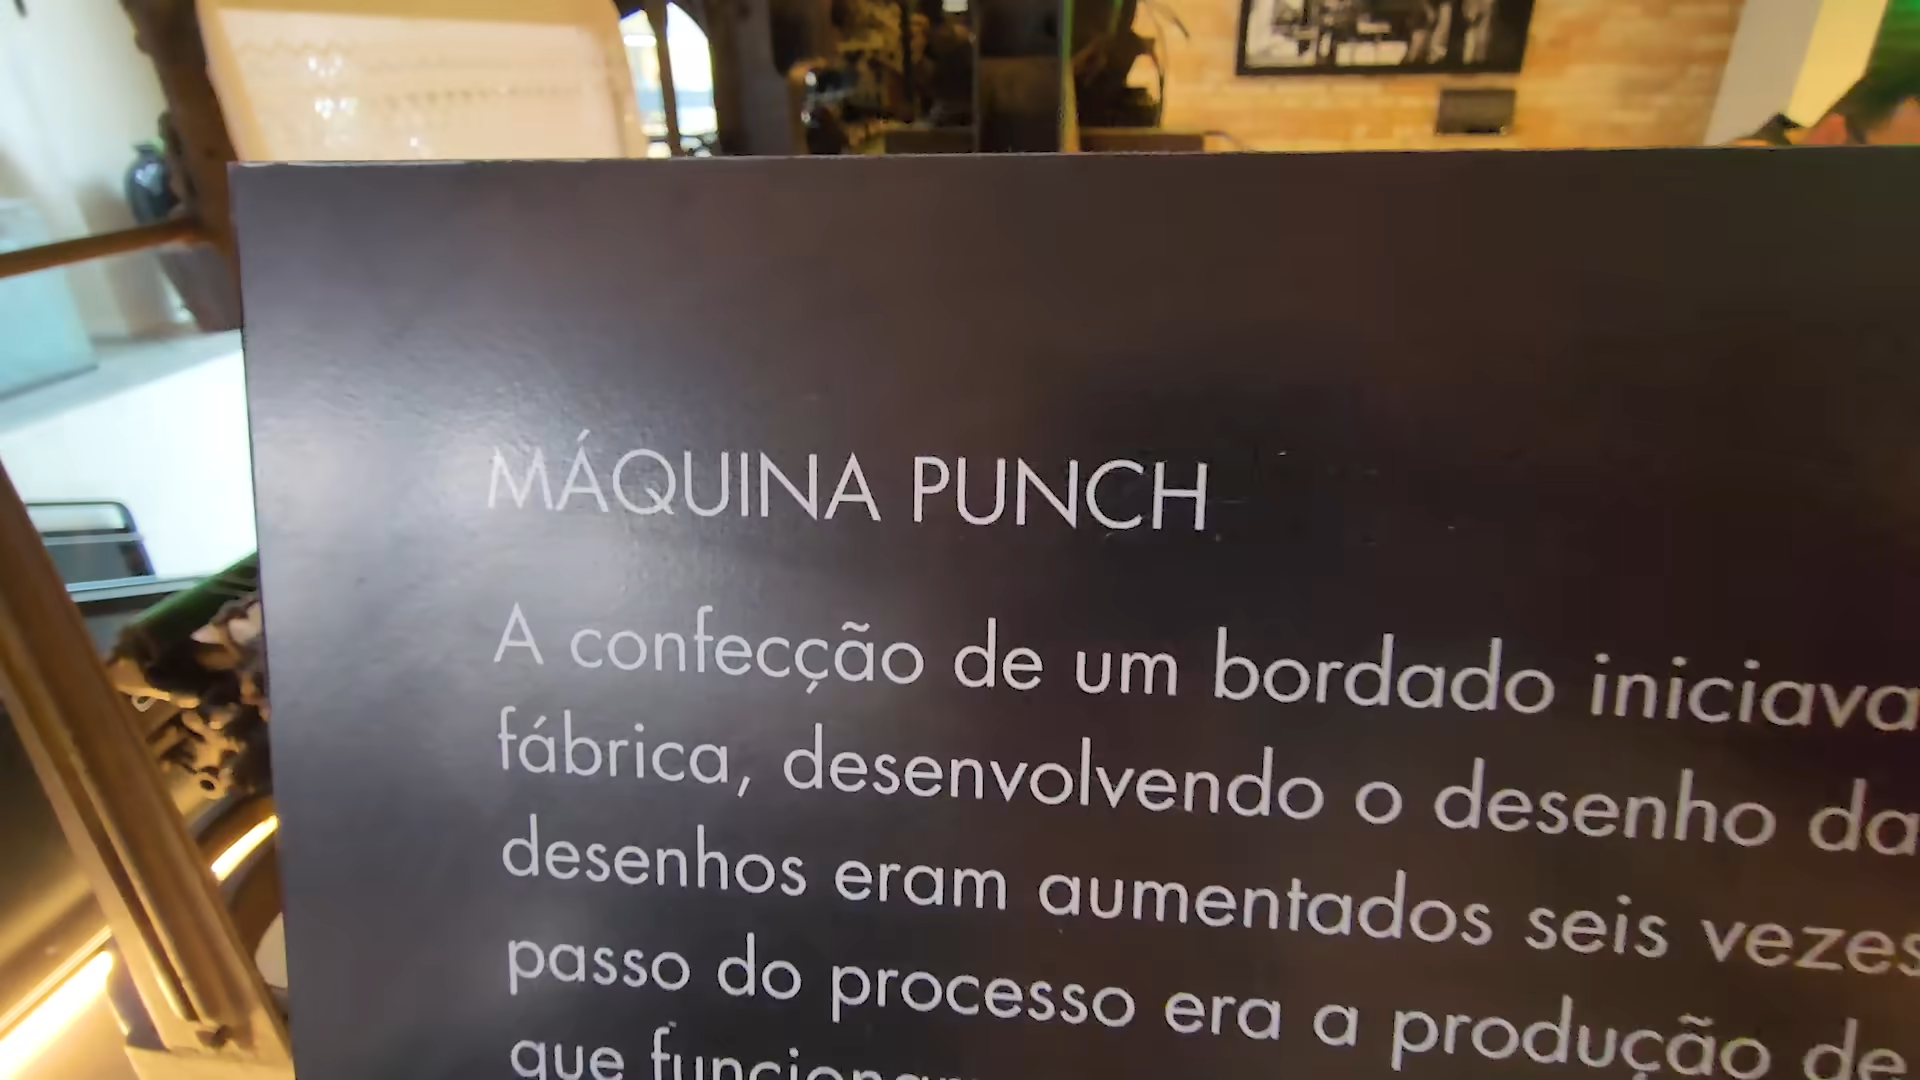 MÁQUINA PUNCH
A confecção de um bordado iniciava
fábrica, desenvolvendo o desenho da
desenhos eram aumentados seis vezes
passo do processo era a produção de
que